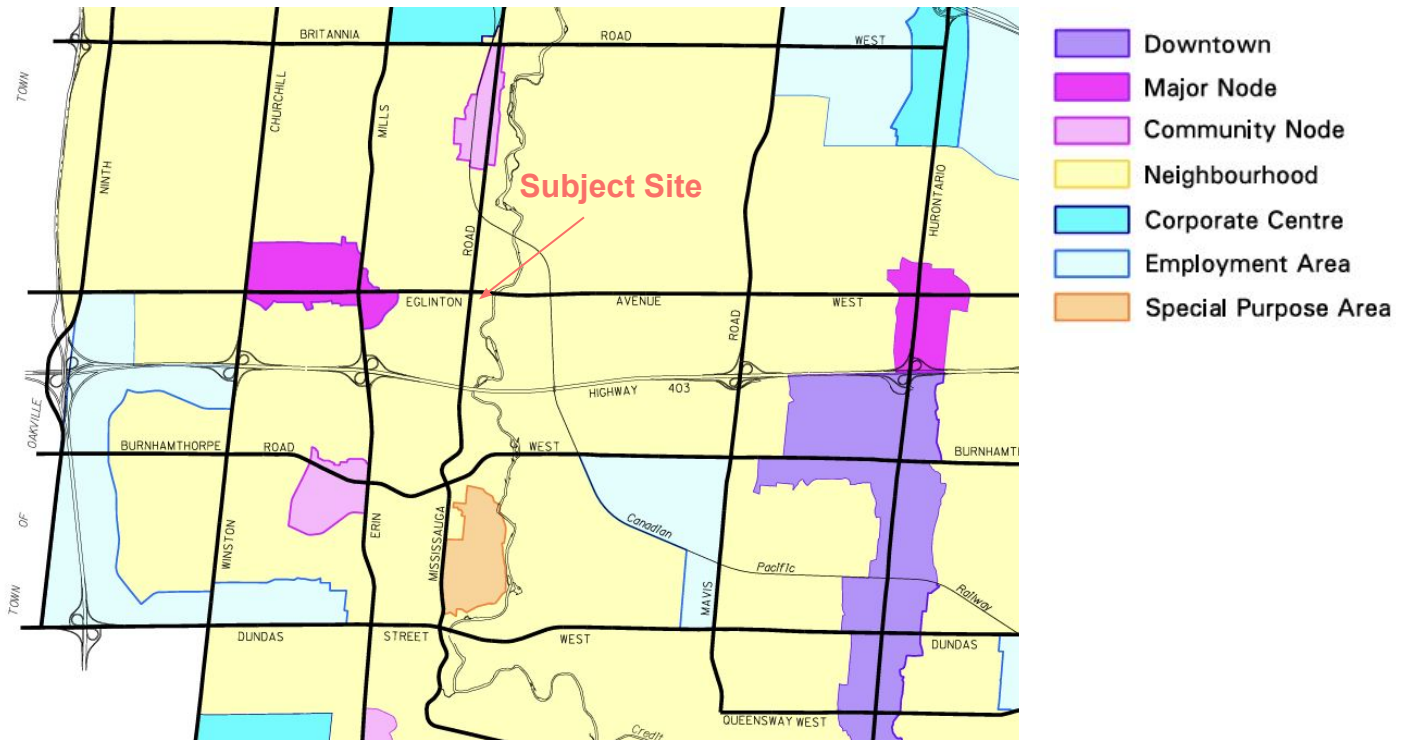 BRITANNIA ROAD WEST
TOWN
CHURCHILL
MILLS
NINTH
HURONTARIO
Subject Site
ROAD
EGLINTON AVENUE WEST
ROAD
HIGHWAY 403
OAKVILLE
BURNHAMTHORPE ROAD WEST BURNHAMTH
OF
WINSTON
ERIN
MISSISSAUGA
Canadian
Pacific
Railway
MAVIS
TOWN
DUNDAS STREET WEST DUNDAS
QUEENSWAY WEST
Credit
Downtown
Major Node
Community Node
Neighbourhood
Corporate Centre
Employment Area
Special Purpose Area